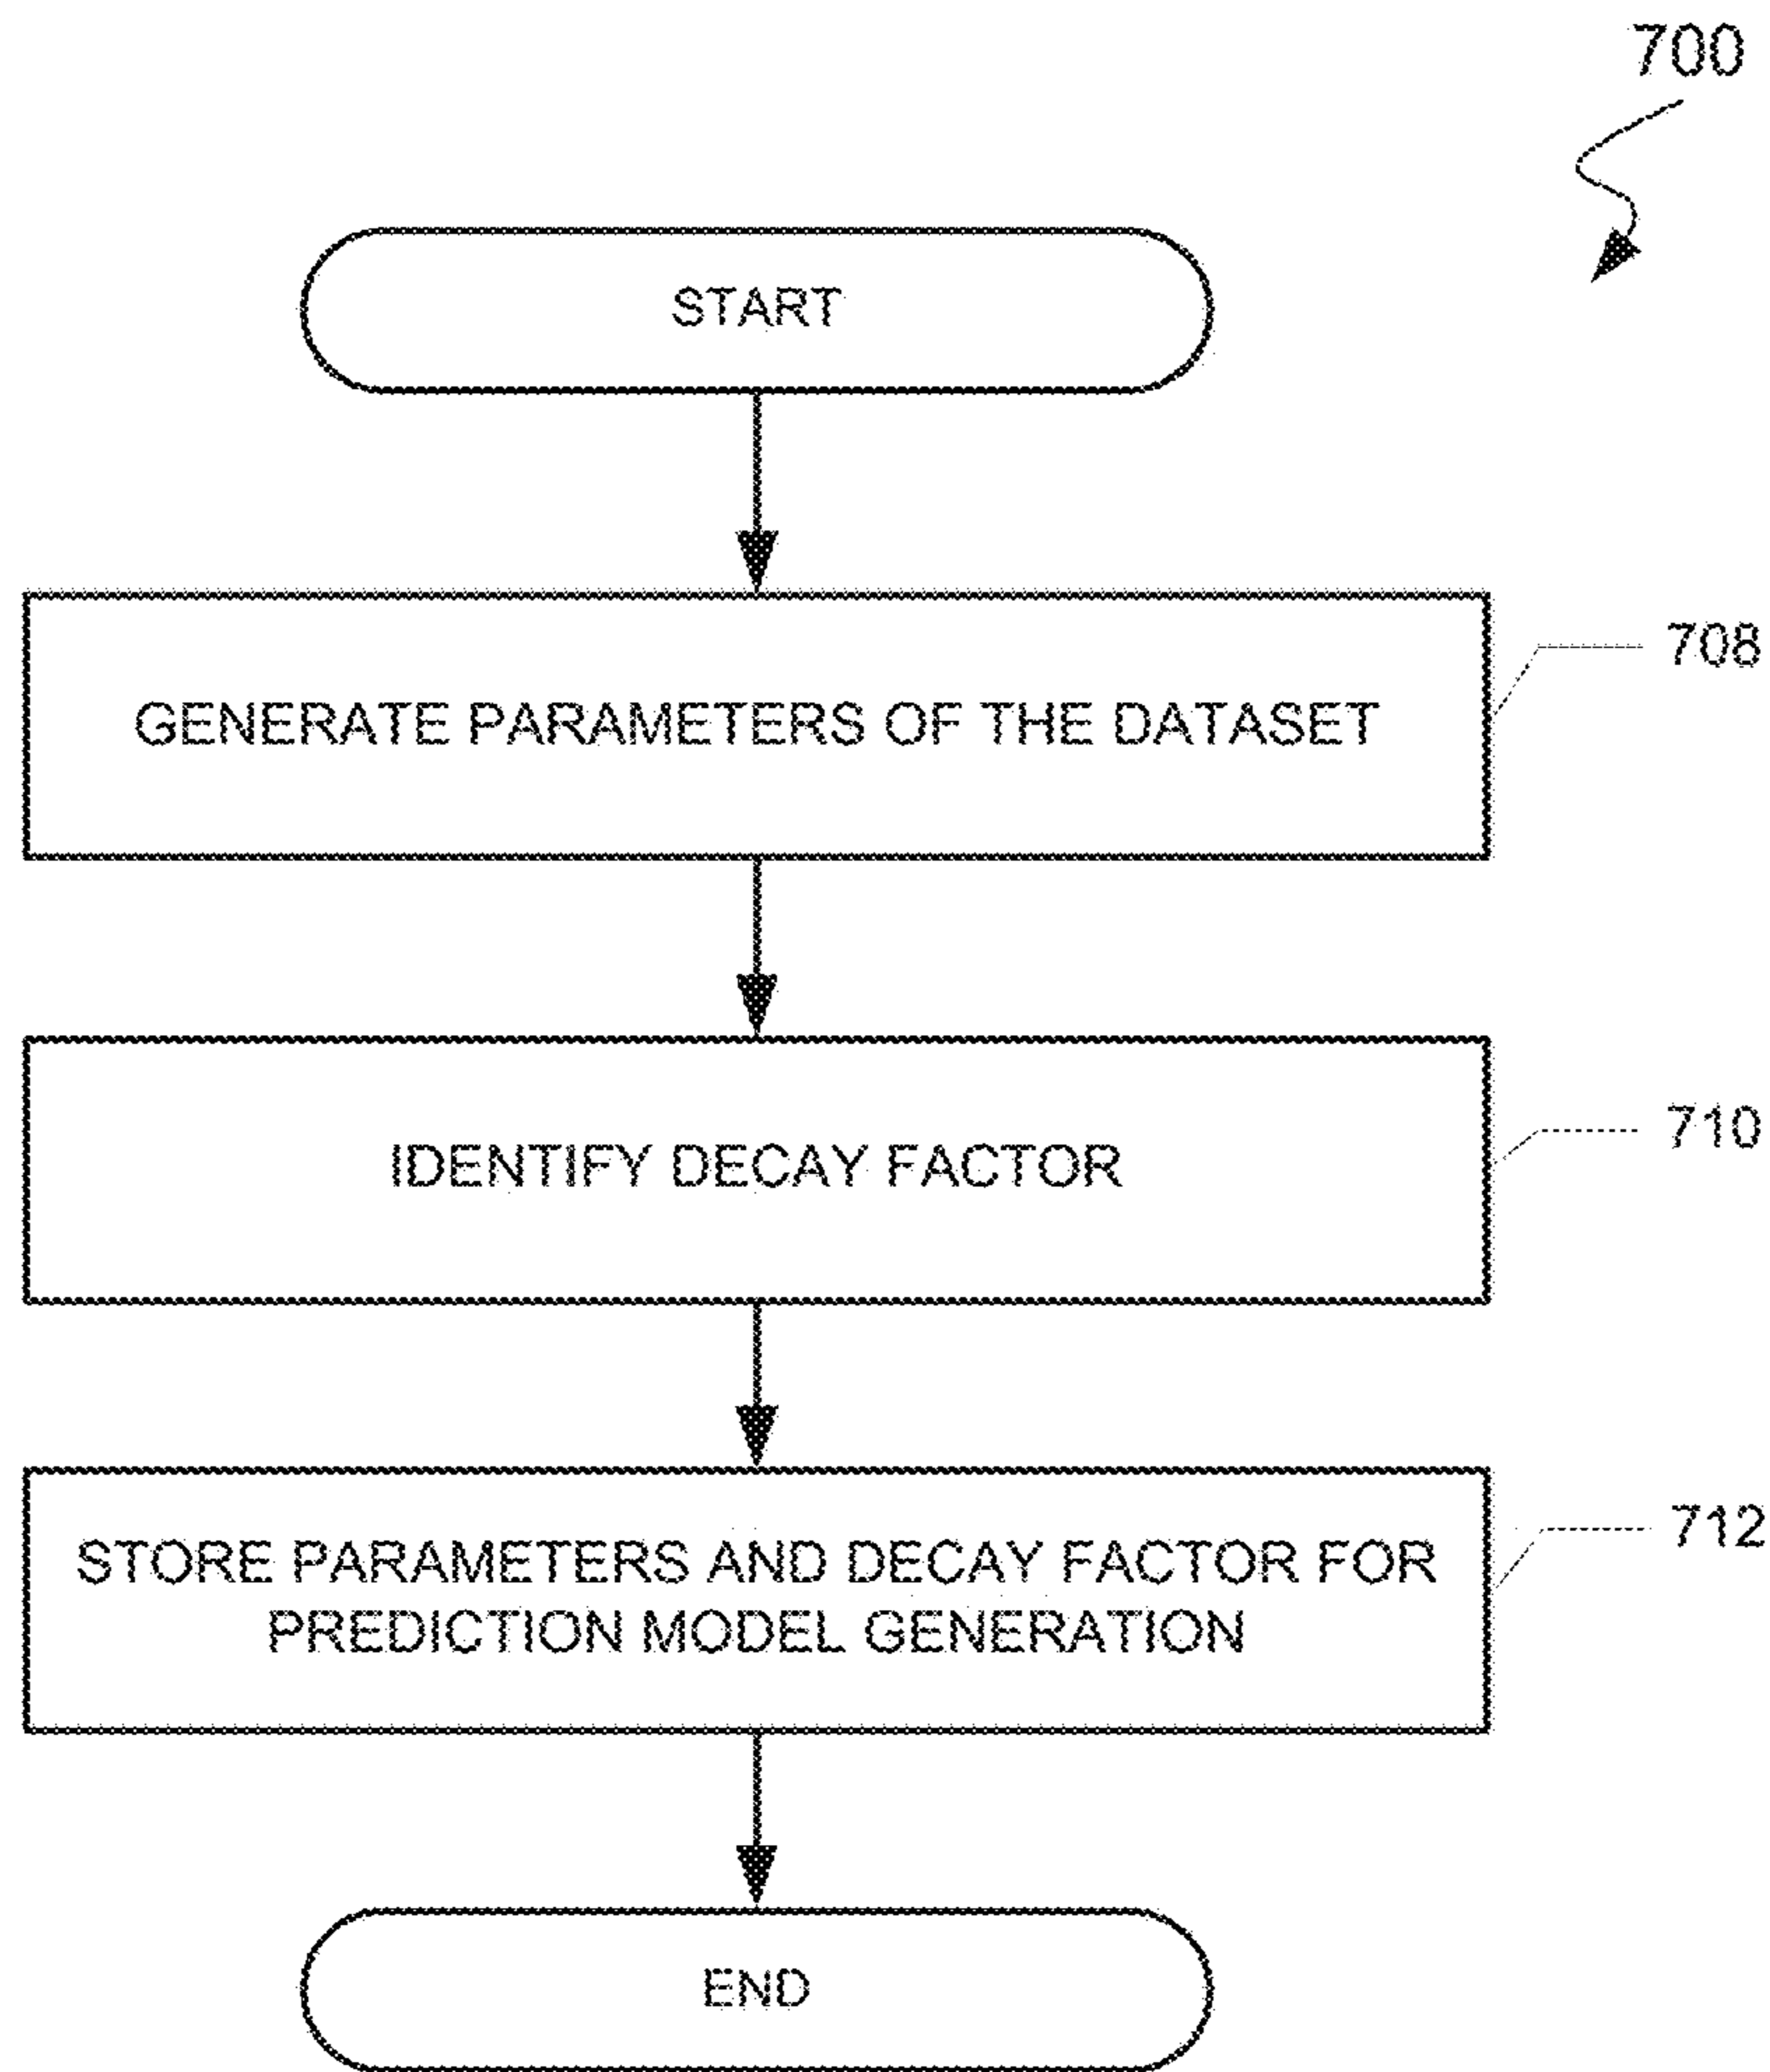 700
START
GENERATE PARAMETERS OF THE DATASET
708
IDENTIFY DECAY FACTOR
710
STORE PARAMETERS AND DECAY FACTOR FOR
PREDICTION MODEL GENERATION
712
END